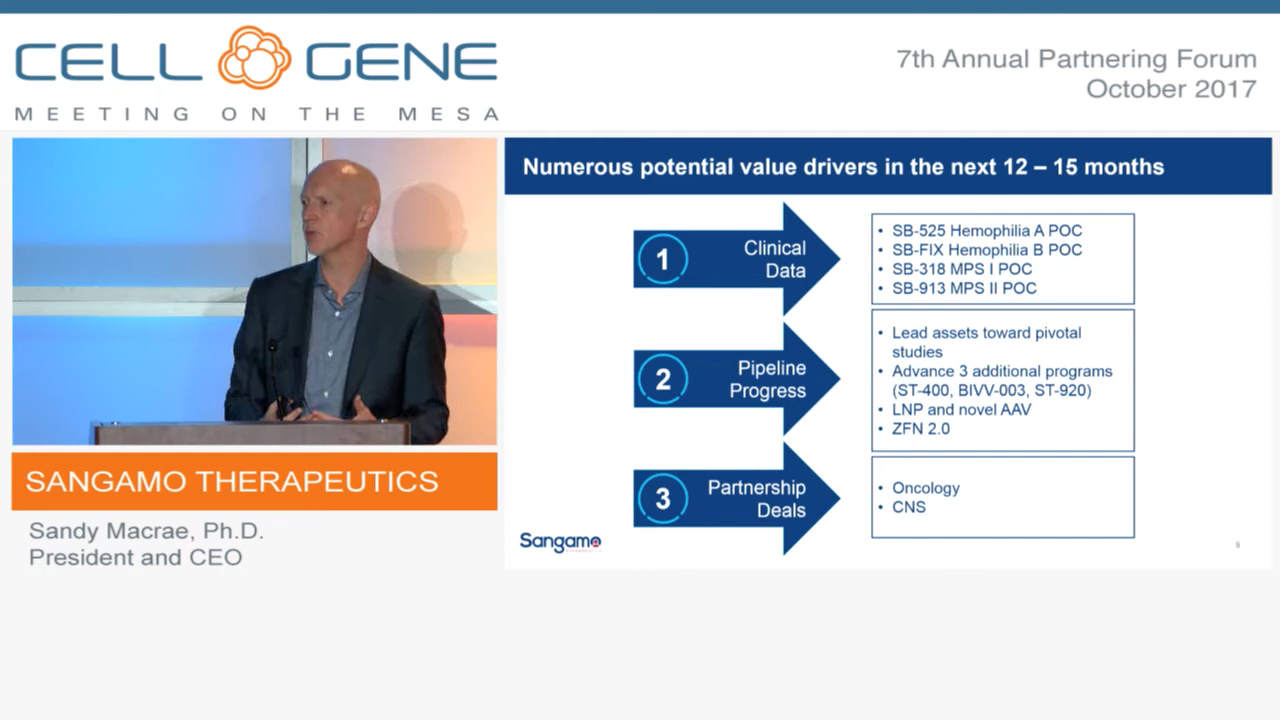 CELL GENE
MEETING ON THE MESA
7th Annual Partnering Forum
October 2017
SANGAMO THERAPEUTICS
Sandy Macrae, Ph.D.
President and CEO
Numerous potential value drivers in the next 12 – 15 months
1
Clinical
Data
• SB-525 Hemophilia A POC
• SB-FIX Hemophilia B POC
• SB-318 MPS I POC
• SB-913 MPS II POC
2
Pipeline
Progress
• Lead assets toward pivotal
studies
• Advance 3 additional programs
(ST-400, BIVV-003, ST-920)
• LNP and novel AAV
• ZFN 2.0
3
Partnership
Deals
• Oncology
• CNS
Sangamo
9